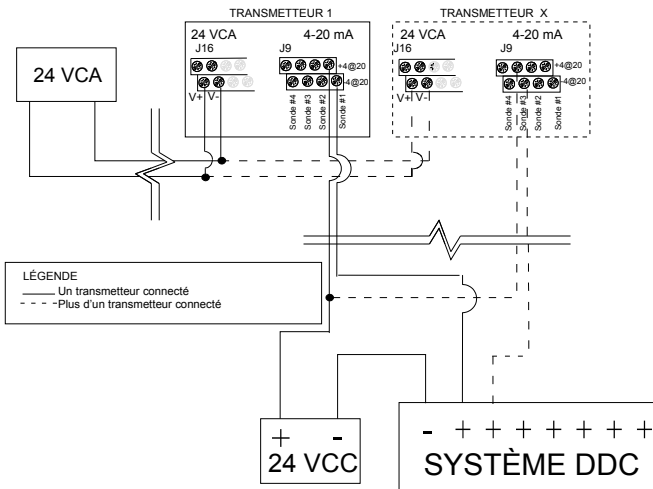 TRANSMETTEUR 1
24 VCA 4-20 mA
J16 J9
+4@20
-4@20
V+ V-
Sonde #4
Sonde #3
Sonde #2
Sonde #1
TRANSMETTEUR X
24 VCA 4-20 mA
J16 J9
+4@20
-4@20
V+ V-
Sonde #4
Sonde #3
Sonde #2
Sonde #1
24 VCA
LÉGENDE
Un transmetteur connecté
Plus d'un transmetteur connecté
+ -
24 VCC
- + + + + + + +
SYSTÈME DDC